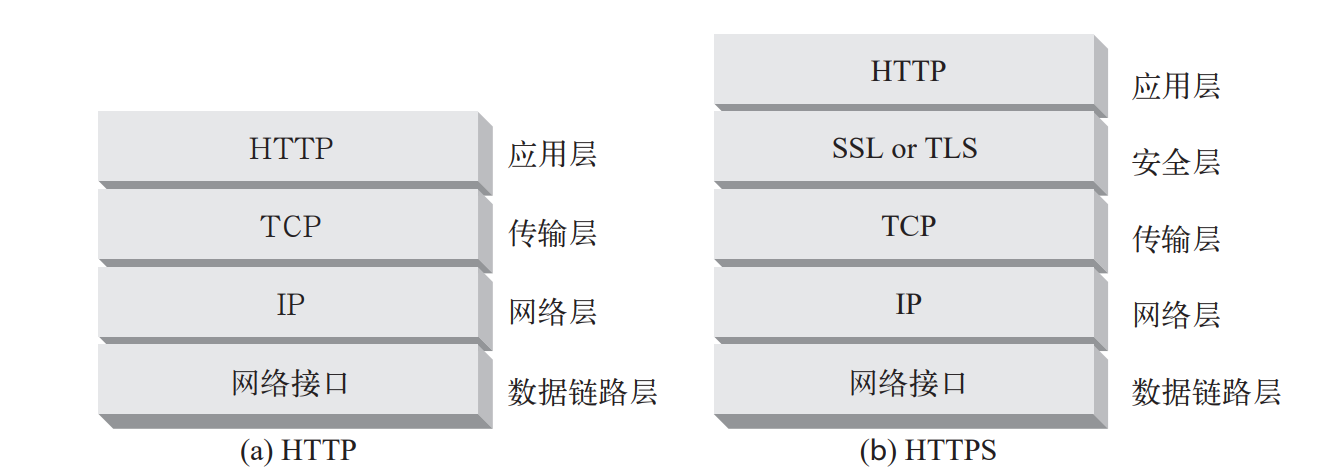 HTTP 应用层
TCP 传输层
IP 网络层
网络接口 数据链路层
(a) HTTP
HTTP 应用层
SSL or TLS 安全层
TCP 传输层
IP 网络层
网络接口 数据链路层
(b) HTTPS